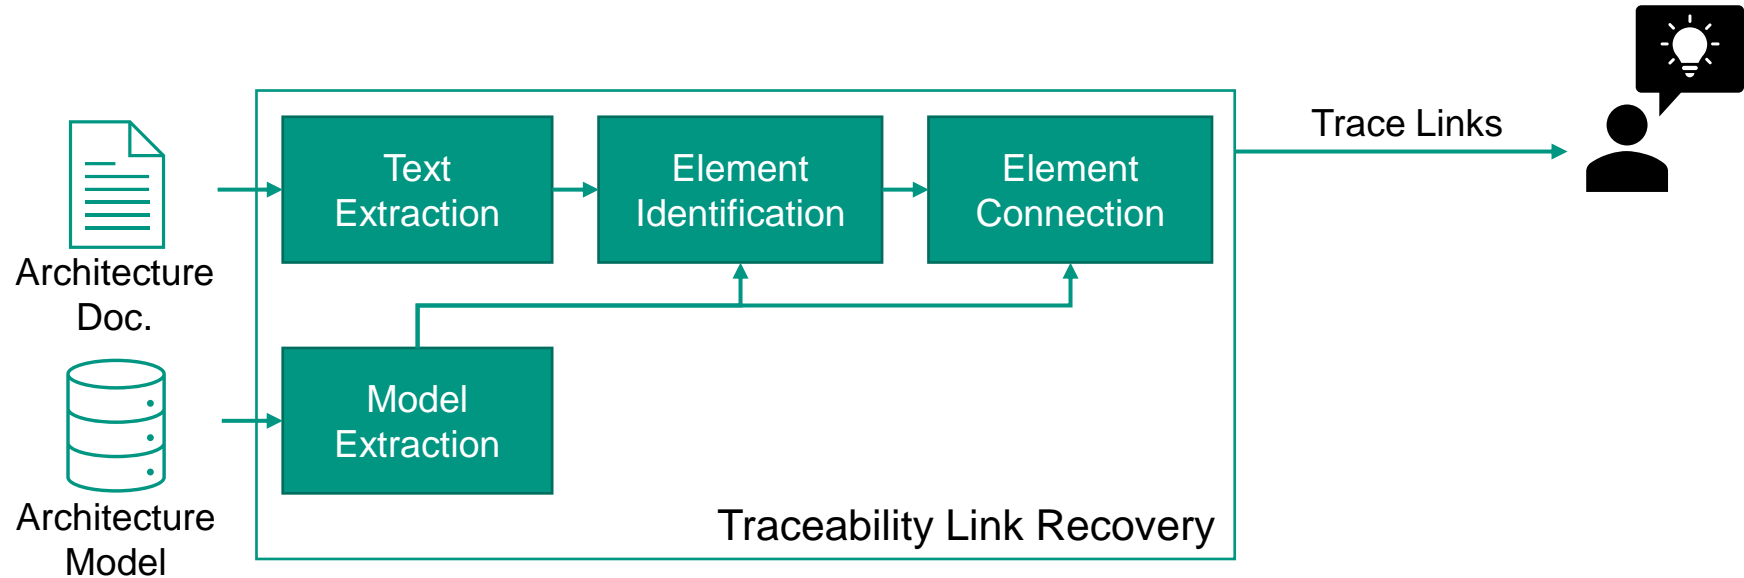 Architecture
Doc.
Architecture
Model
Text
Extraction
Element
Identification
Element
Connection
Model
Extraction
Traceability Link Recovery
Trace Links